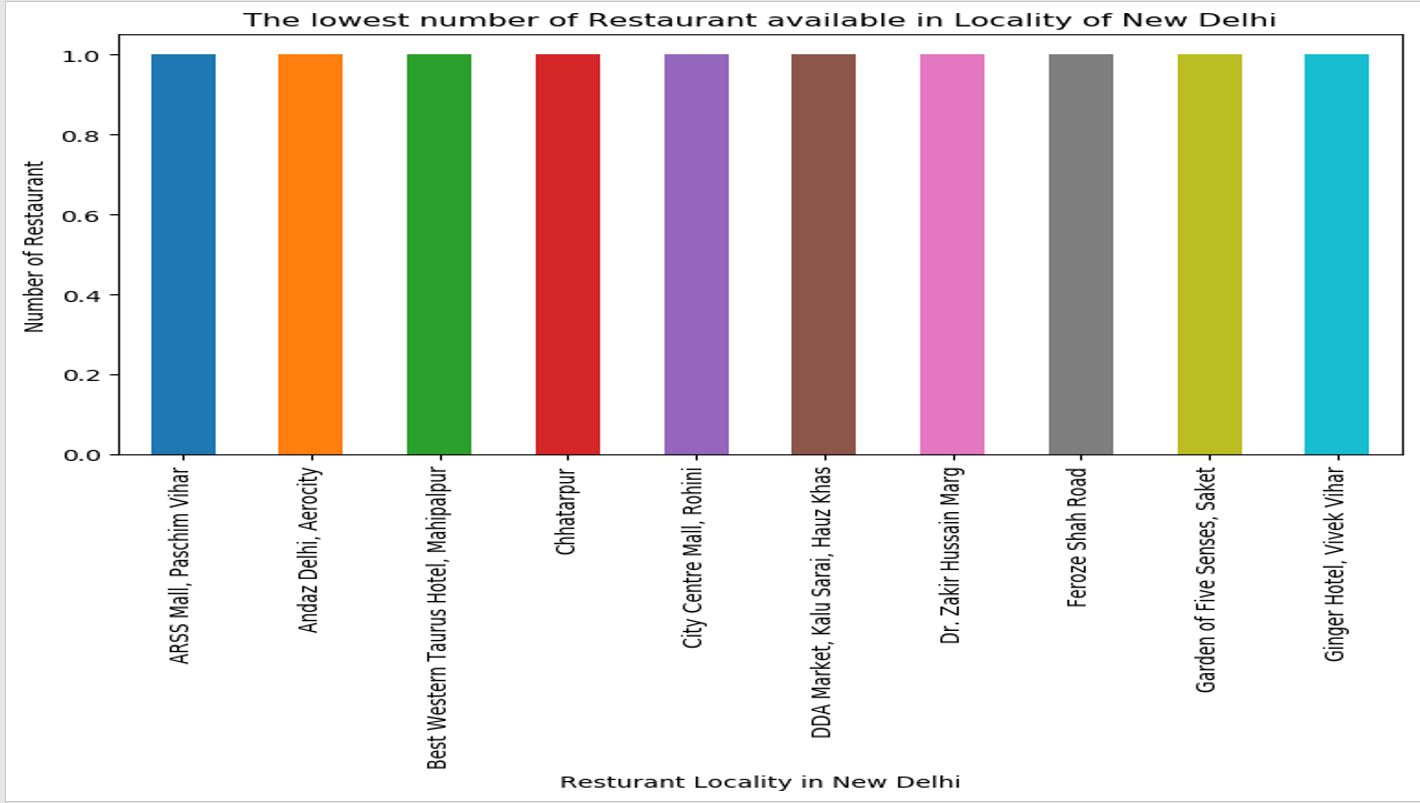 The lowest number of Restaurant available in Locality of New Delhi
1.0
0.8
0.6
0.4
0.2
0.0
Number of Restaurant
ARSS Mall, Paschim Vihar
Andaz Delhi, Aerocity
Best Western Taurus Hotel, Mahipalpur
Chhatarpur
City Centre Mall, Rohini
DDA Market, Kalu Sarai, Hauz Khas
Dr. Zakir Hussain Marg
Feroze Shah Road
Garden of Five Senses, Saket
Ginger Hotel, Vivek Vihar
Resturant Locality in New Delhi